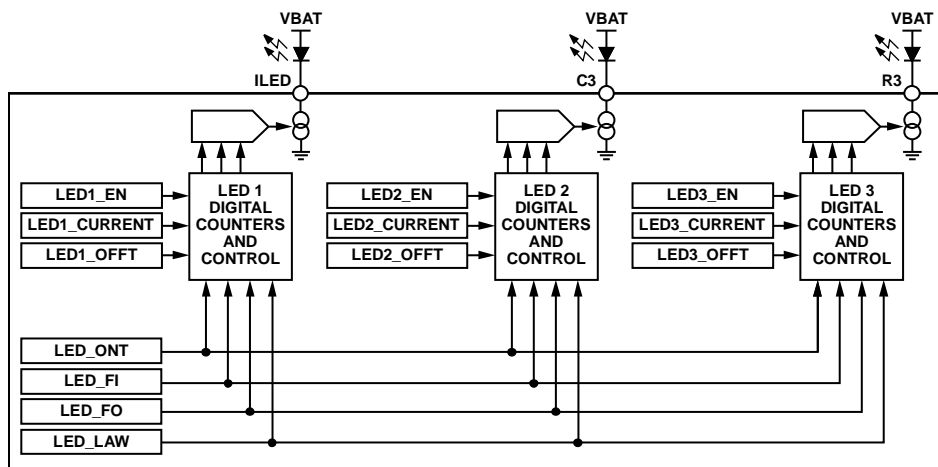 VBAT
VBAT
VBAT
ILED
C3
R3
LED1_EN
LED1_CURRENT
LED1_OFFT
LED 1
DIGITAL
COUNTERS
AND
CONTROL
LED2_EN
LED2_CURRENT
LED2_OFFT
LED 2
DIGITAL
COUNTERS
AND
CONTROL
LED3_EN
LED3_CURRENT
LED3_OFFT
LED 3
DIGITAL
COUNTERS
AND
CONTROL
LED_ONT
LED_FI
LED_FO
LED_LAW